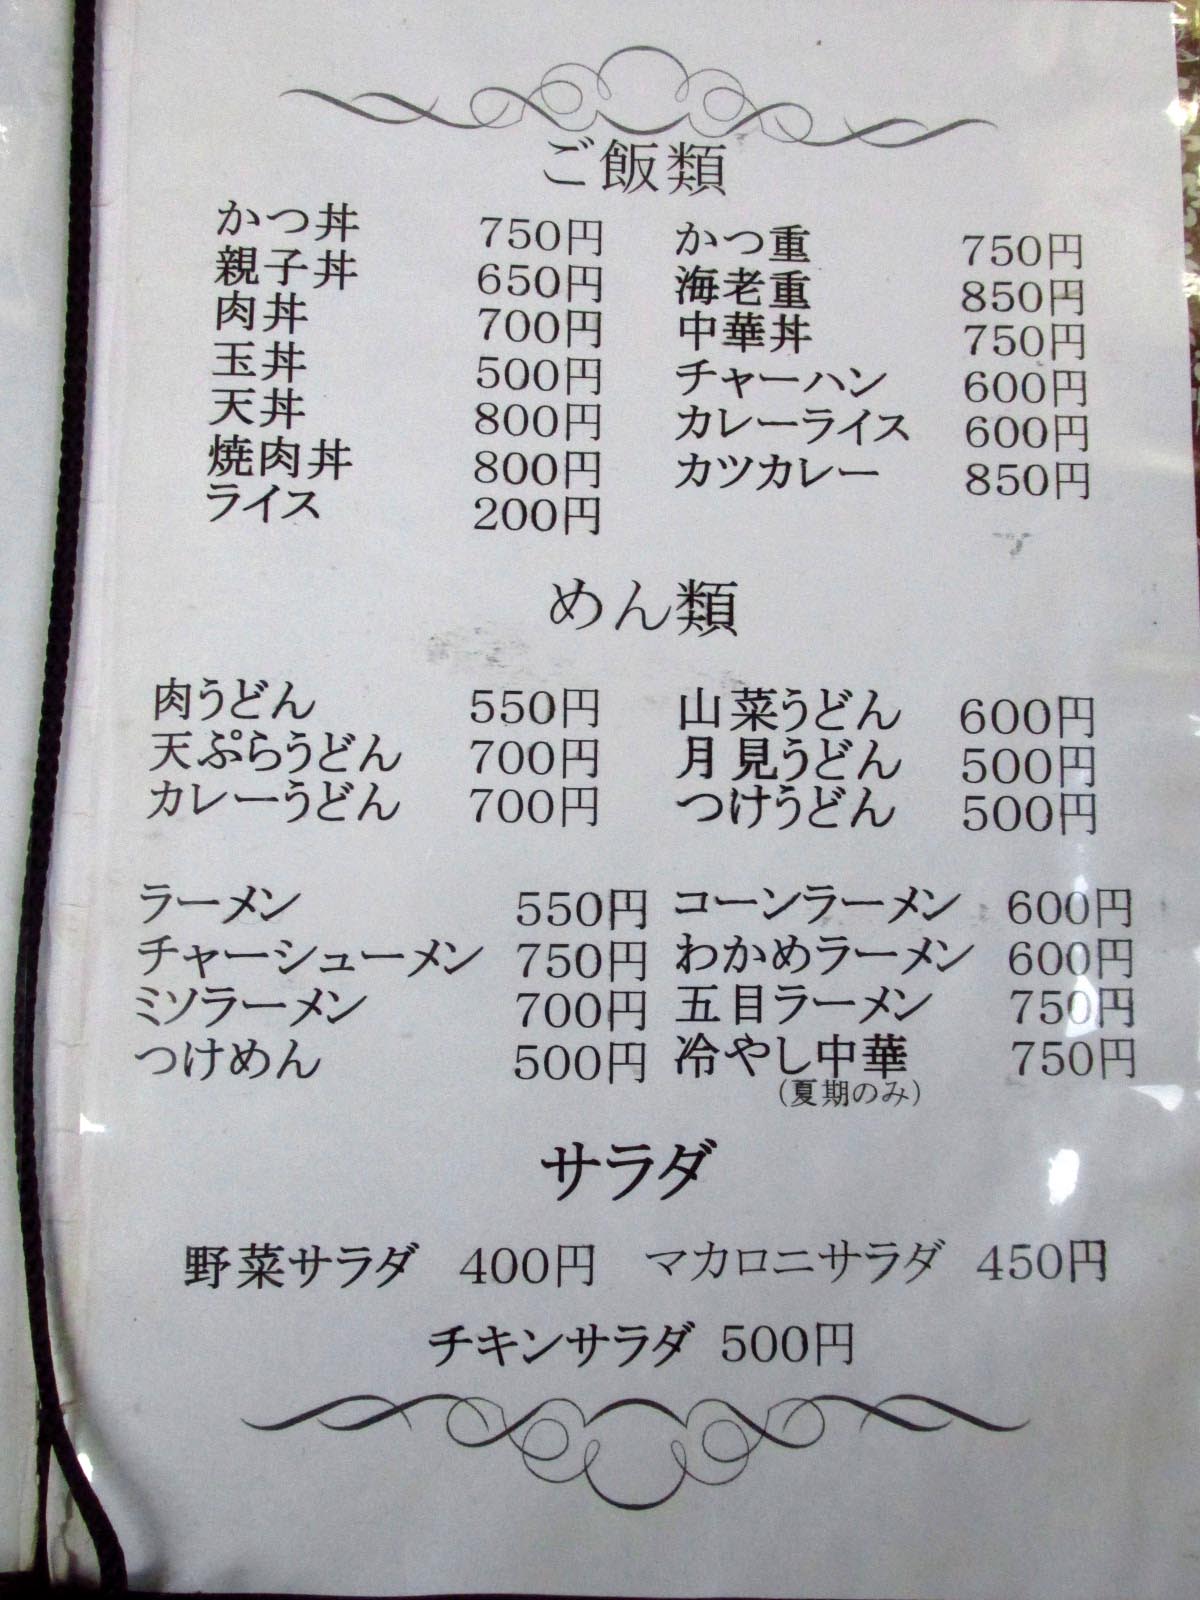 ご飯類
かつ丼 750円 かつ重 750円
親子丼 650円 海老重 850円
肉丼 700円 中華丼 750円
玉丼 500円 チャーハン 600円
天丼 800円 カレーライス 600円
焼肉丼 800円 カツカレー 850円
ライス 200円
めん類
肉うどん 550円 山菜うどん 600円
天ぷらうどん 700円 月見うどん 500円
カレーうどん 700円 つけうどん 500円
ラーメン 550円 コーンラーメン 600円
チャーシューメン 750円 わかめラーメン 600円
ミソラーメン 700円 五目ラーメン 750円
つけめん 500円 冷やし中華 750円
(夏期のみ)
サラダ
野菜サラダ 400円 マカロニサラダ 450円
チキンサラダ 500円